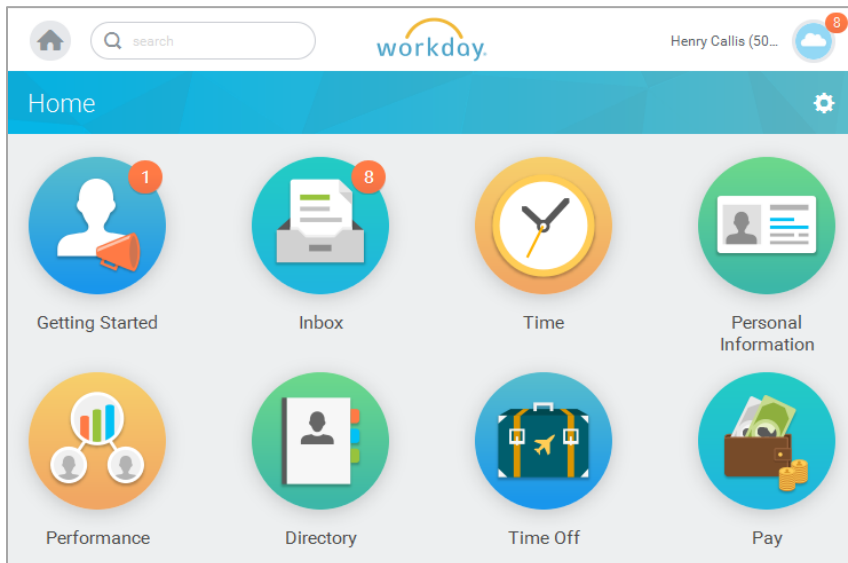 search
workday.
Henry Callis (50...
8
Home
1
8
Getting Started
Inbox
Time
Personal
Information
Performance
Directory
Time Off
Pay